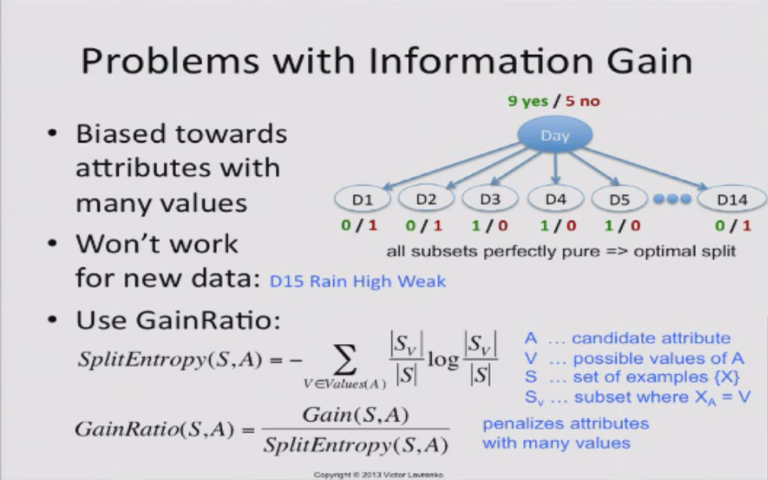 Problems with Information Gain
• Biased towards
attributes with
many values
• Won't work
for new data: D15 Rain High Weak
• Use GainRatio:
9 yes / 5 no
Day
D1 D2 D3 D4 D5 ••• D14
0 / 1 0 / 1 1 / 0 1 / 0 1 / 0 0 / 1
all subsets perfectly pure => optimal split
SplitEntropy(S,A) = − ∑ V∈Values(A) |S_V|/|S| log |S_V|/|S|
GainRatio(S,A) = Gain(S,A) / SplitEntropy(S,A)
A ... candidate attribute
V ... possible values of A
S ... set of examples {X}
S_v ... subset where X_A = V
penalizes attributes
with many values
Copyright © 2013 Victor Lavrenko